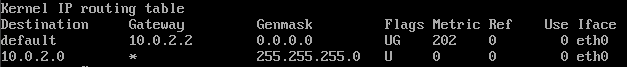 Kernel IP routing table
Destination Gateway Genmask Flags Metric Ref Use Iface
default 10.0.2.2 0.0.0.0 UG 202 0 0 eth0
10.0.2.0 * 255.255.255.0 U 0 0 0 eth0